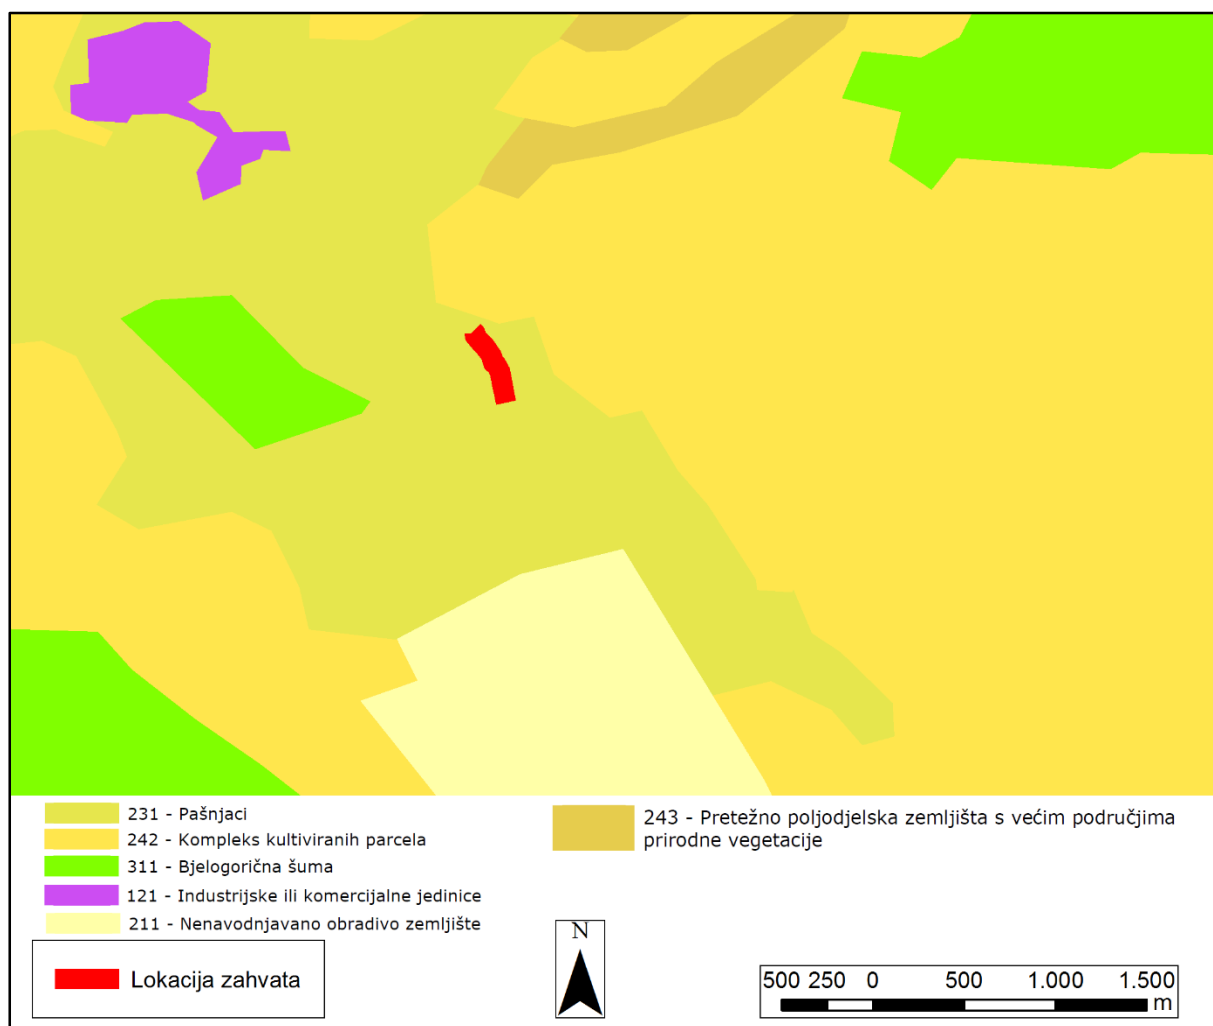 231 - Pašnjaci
242 - Kompleks kultiviranih parcela
311 - Bjelogorična šuma
121 - Industrijske ili komercijalne jedinice
211 - Nenavodnjavano obradivo zemljište
243 - Pretežno poljodjelska zemljišta s većim područjima
prirodne vegetacije
Lokacija zahvata
N
500 250 0 500 1.000 1.500
m